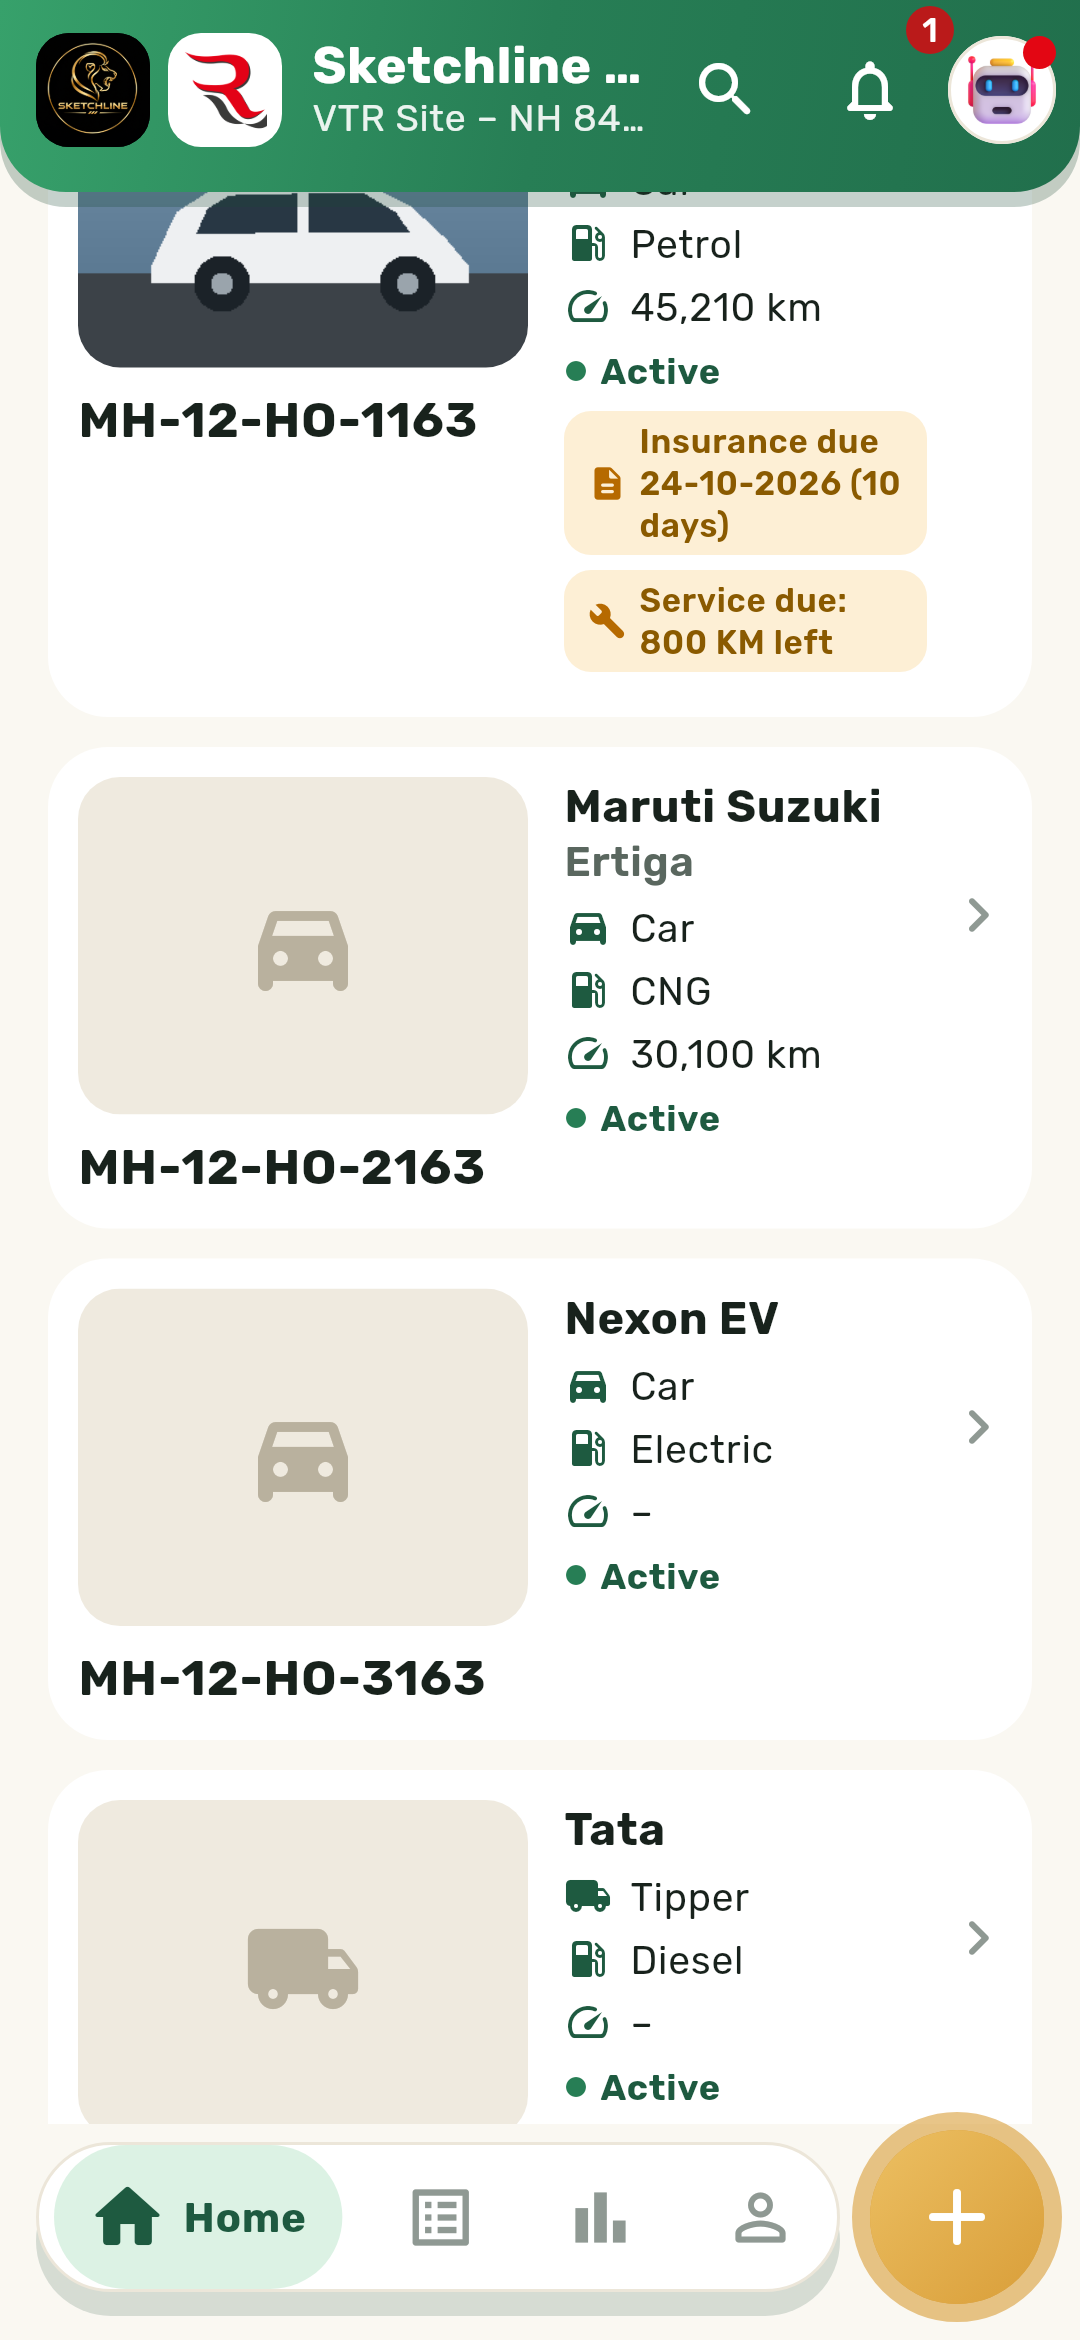 SKETCHLINE
Sketchline ...
VTR Site – NH 84...
1
Petrol
45,210 km
Active
MH-12-HO-1163
Insurance due
24-10-2026 (10
days)
Service due:
800 KM left
Maruti Suzuki
Ertiga
Car
CNG
30,100 km
Active
MH-12-HO-2163
Nexon EV
Car
Electric
–
Active
MH-12-HO-3163
Tata
Tipper
Diesel
–
Active
Home